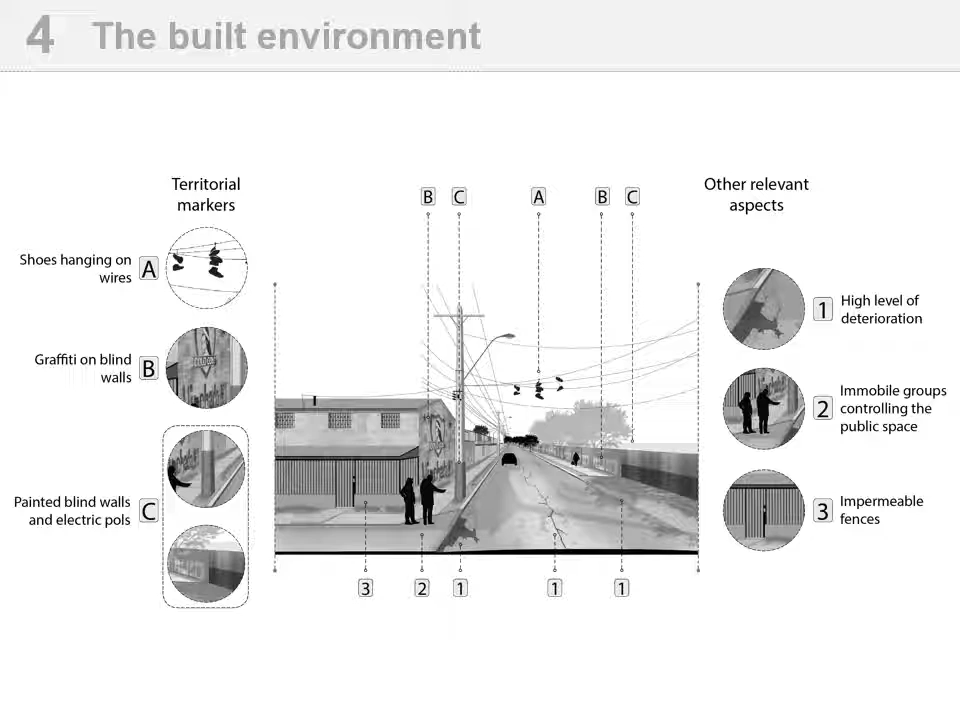 4 The built environment
Territorial
markers
B C A B C
Other relevant
aspects
Shoes hanging on
wires
A
Graffiti on blind
walls
B
Painted blind walls
and electric pols
C
1
High level of
deterioration
2
Immobile groups
controlling the
public space
3
Impermeable
fences
3 2 1 1 1